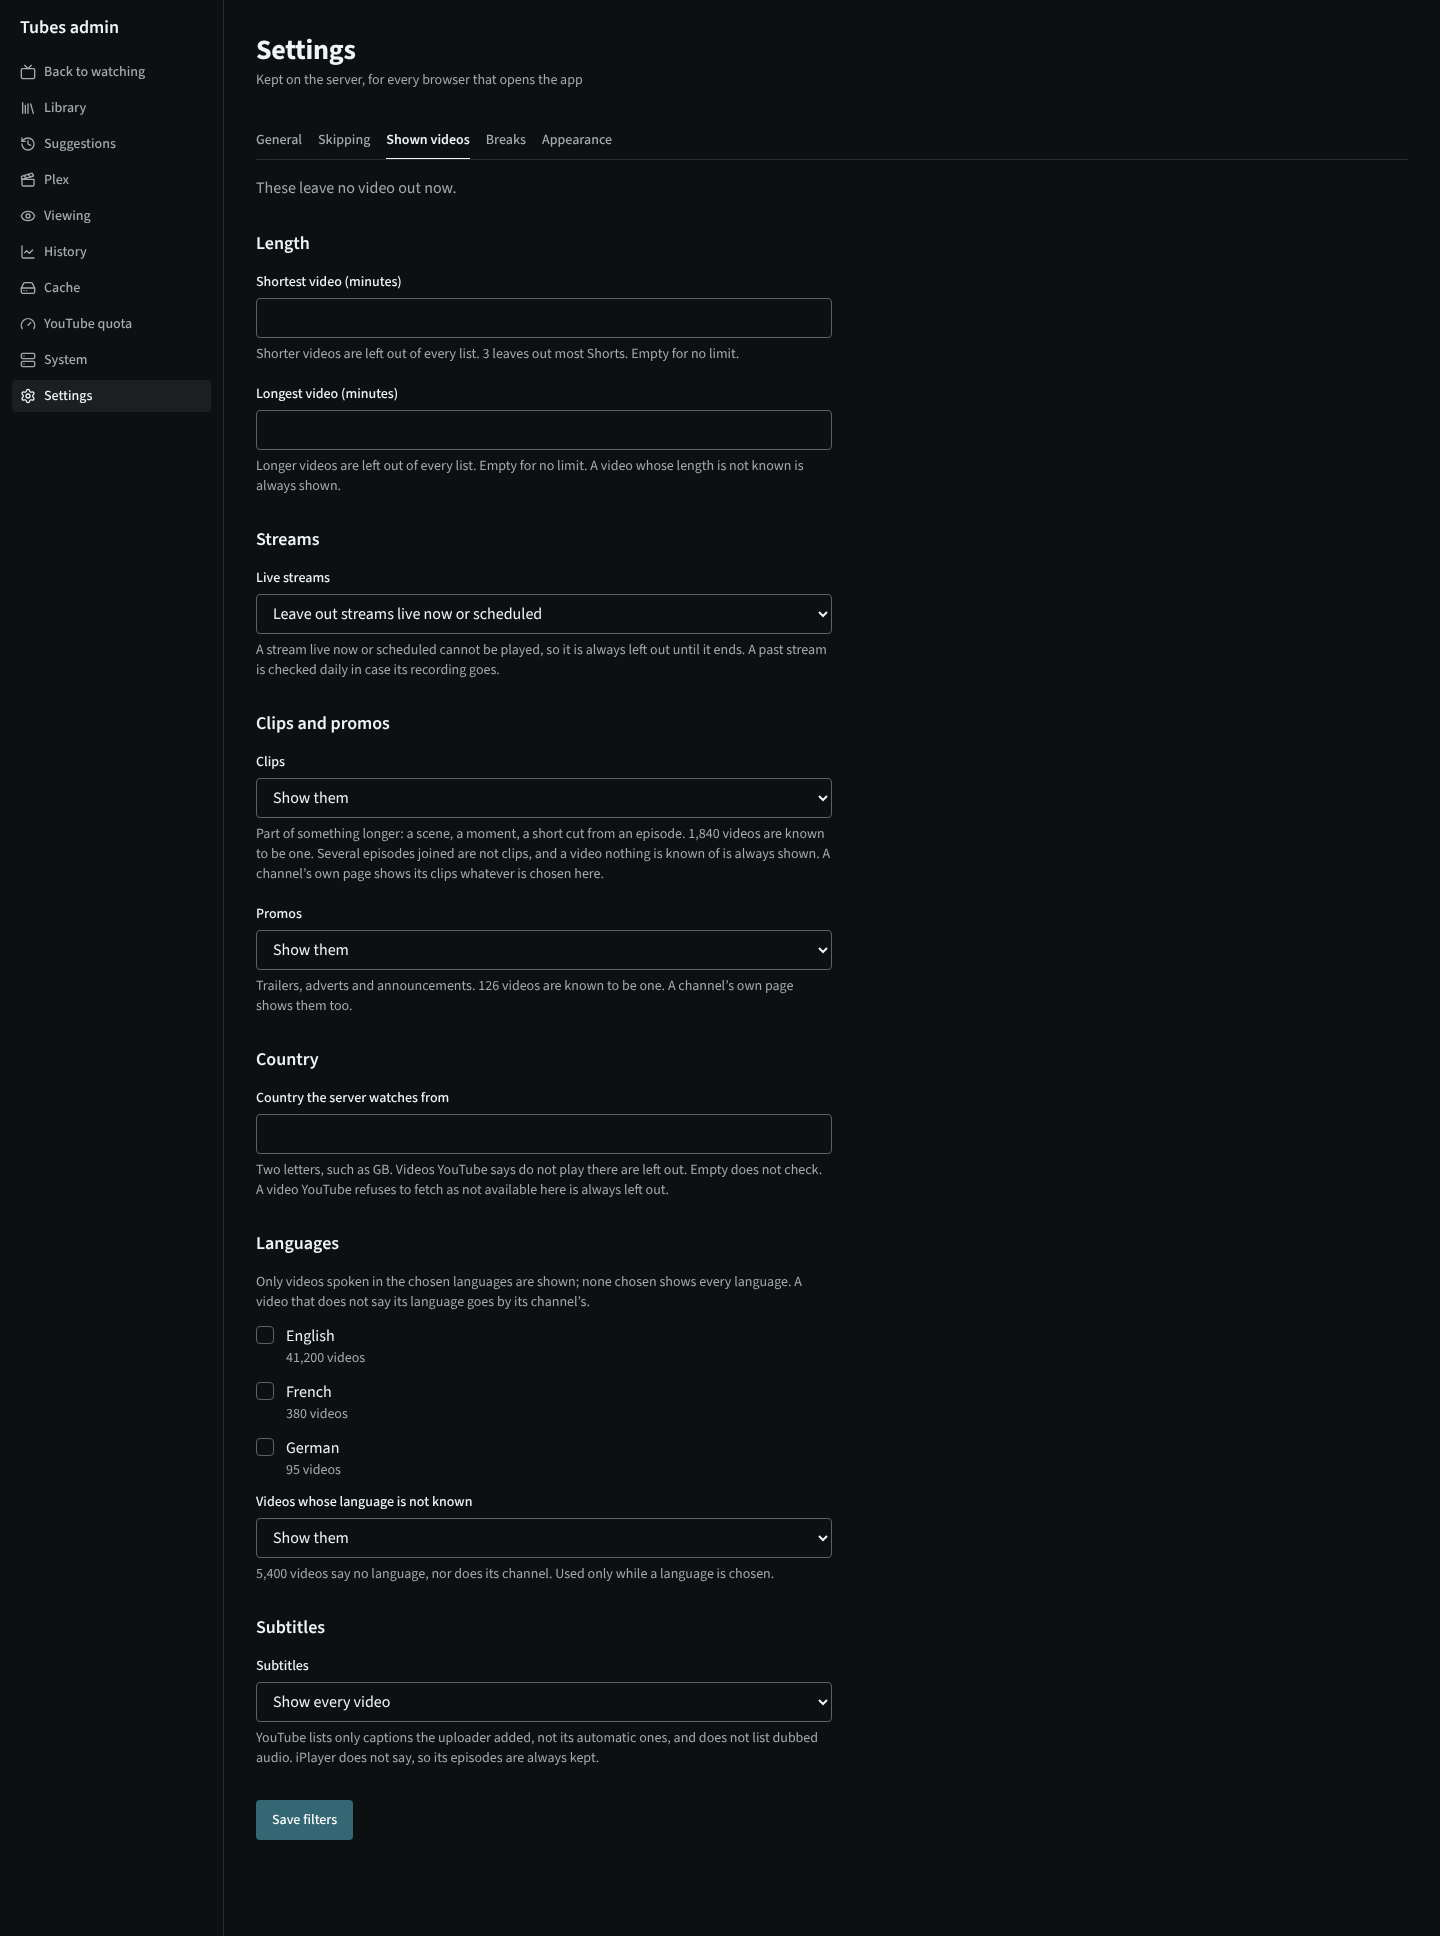 Tubes admin
Back to watching
Library
Suggestions
Plex
Viewing
History
Cache
YouTube quota
System
Settings
Settings
Kept on the server, for every browser that opens the app
General
Skipping
Shown videos
Breaks
Appearance
These leave no video out now.
Length
Shortest video (minutes)
Shorter videos are left out of every list. 3 leaves out most Shorts. Empty for no limit.
Longest video (minutes)
Longer videos are left out of every list. Empty for no limit. A video whose length is not known is
always shown.
Streams
Live streams
Leave out streams live now or scheduled
A stream live now or scheduled cannot be played, so it is always left out until it ends. A past stream
is checked daily in case its recording goes.
Clips and promos
Clips
Show them
Part of something longer: a scene, a moment, a short cut from an episode. 1,840 videos are known
to be one. Several episodes joined are not clips, and a video nothing is known of is always shown. A
channel’s own page shows its clips whatever is chosen here.
Promos
Show them
Trailers, adverts and announcements. 126 videos are known to be one. A channel’s own page
shows them too.
Country
Country the server watches from
Two letters, such as GB. Videos YouTube says do not play there are left out. Empty does not check.
A video YouTube refuses to fetch as not available here is always left out.
Languages
Only videos spoken in the chosen languages are shown; none chosen shows every language. A
video that does not say its language goes by its channel’s.
English
41,200 videos
French
380 videos
German
95 videos
Videos whose language is not known
Show them
5,400 videos say no language, nor does its channel. Used only while a language is chosen.
Subtitles
Subtitles
Show every video
YouTube lists only captions the uploader added, not its automatic ones, and does not list dubbed
audio. iPlayer does not say, so its episodes are always kept.
Save filters